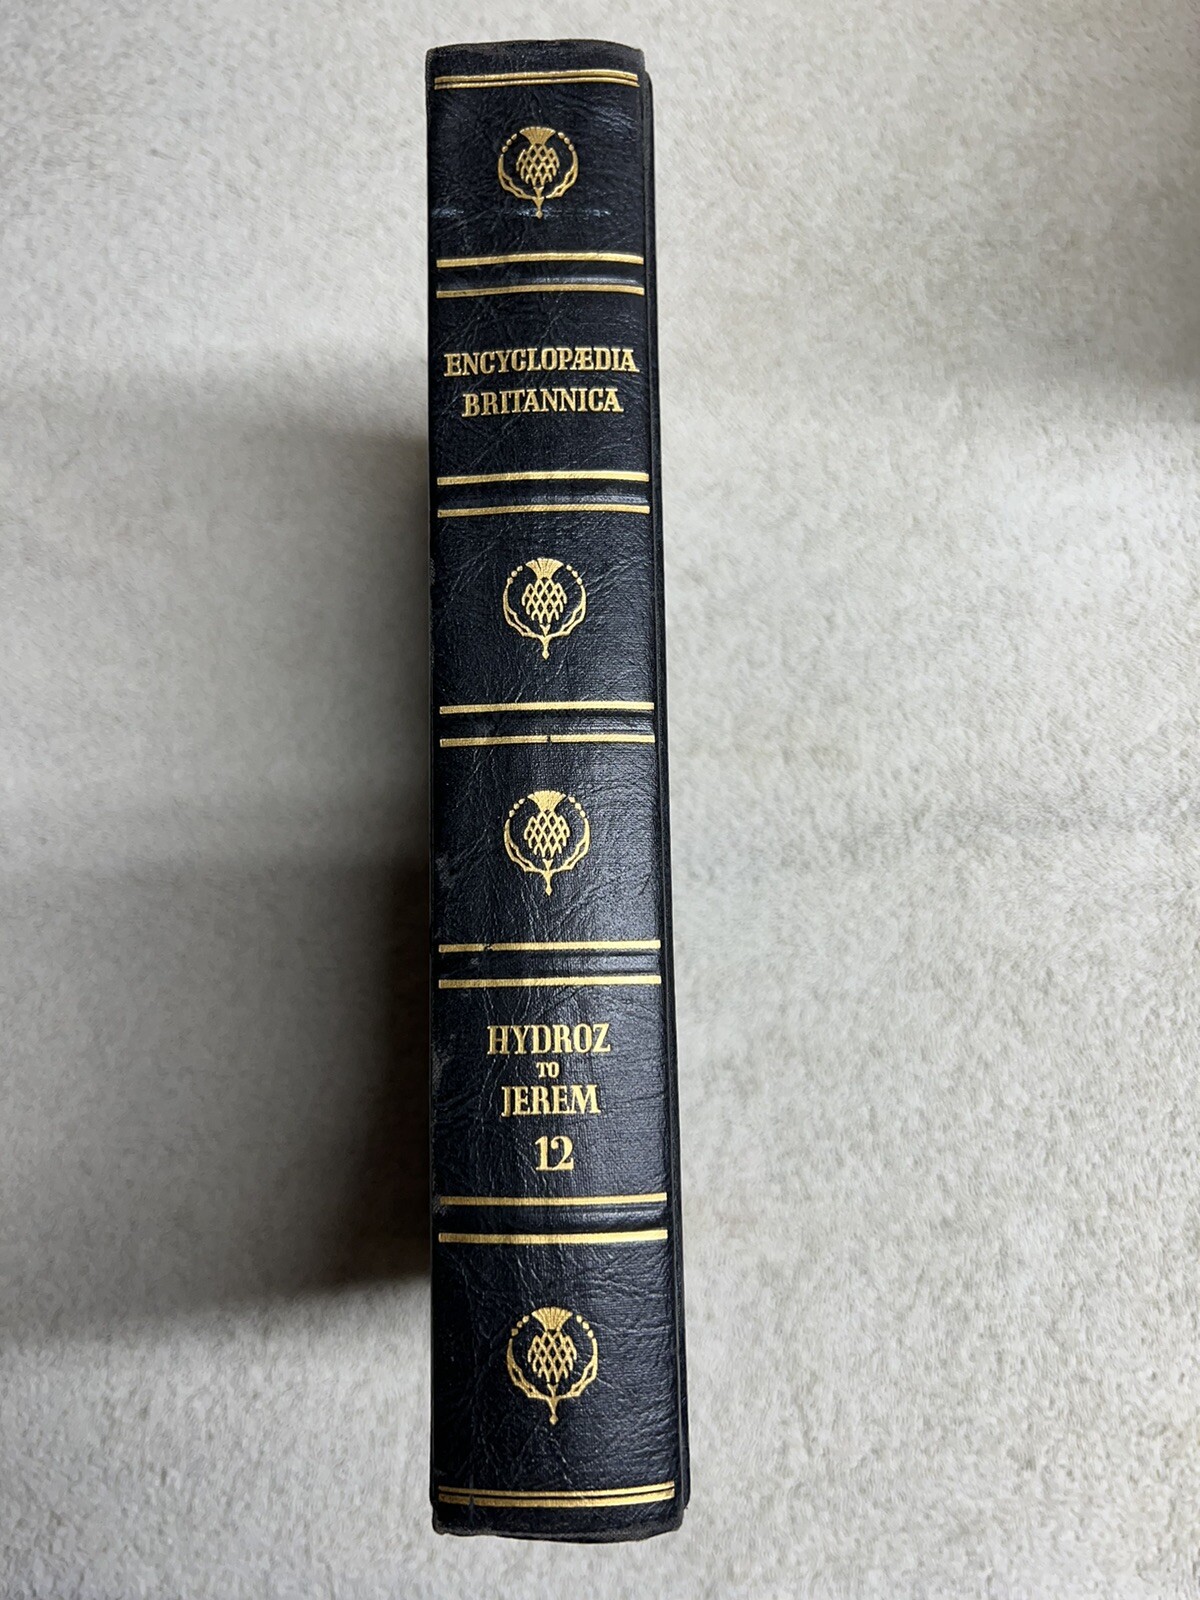 ENCYCLOPÆDIA
BRITANNICA
HYDROZ
TO
JEREM
12